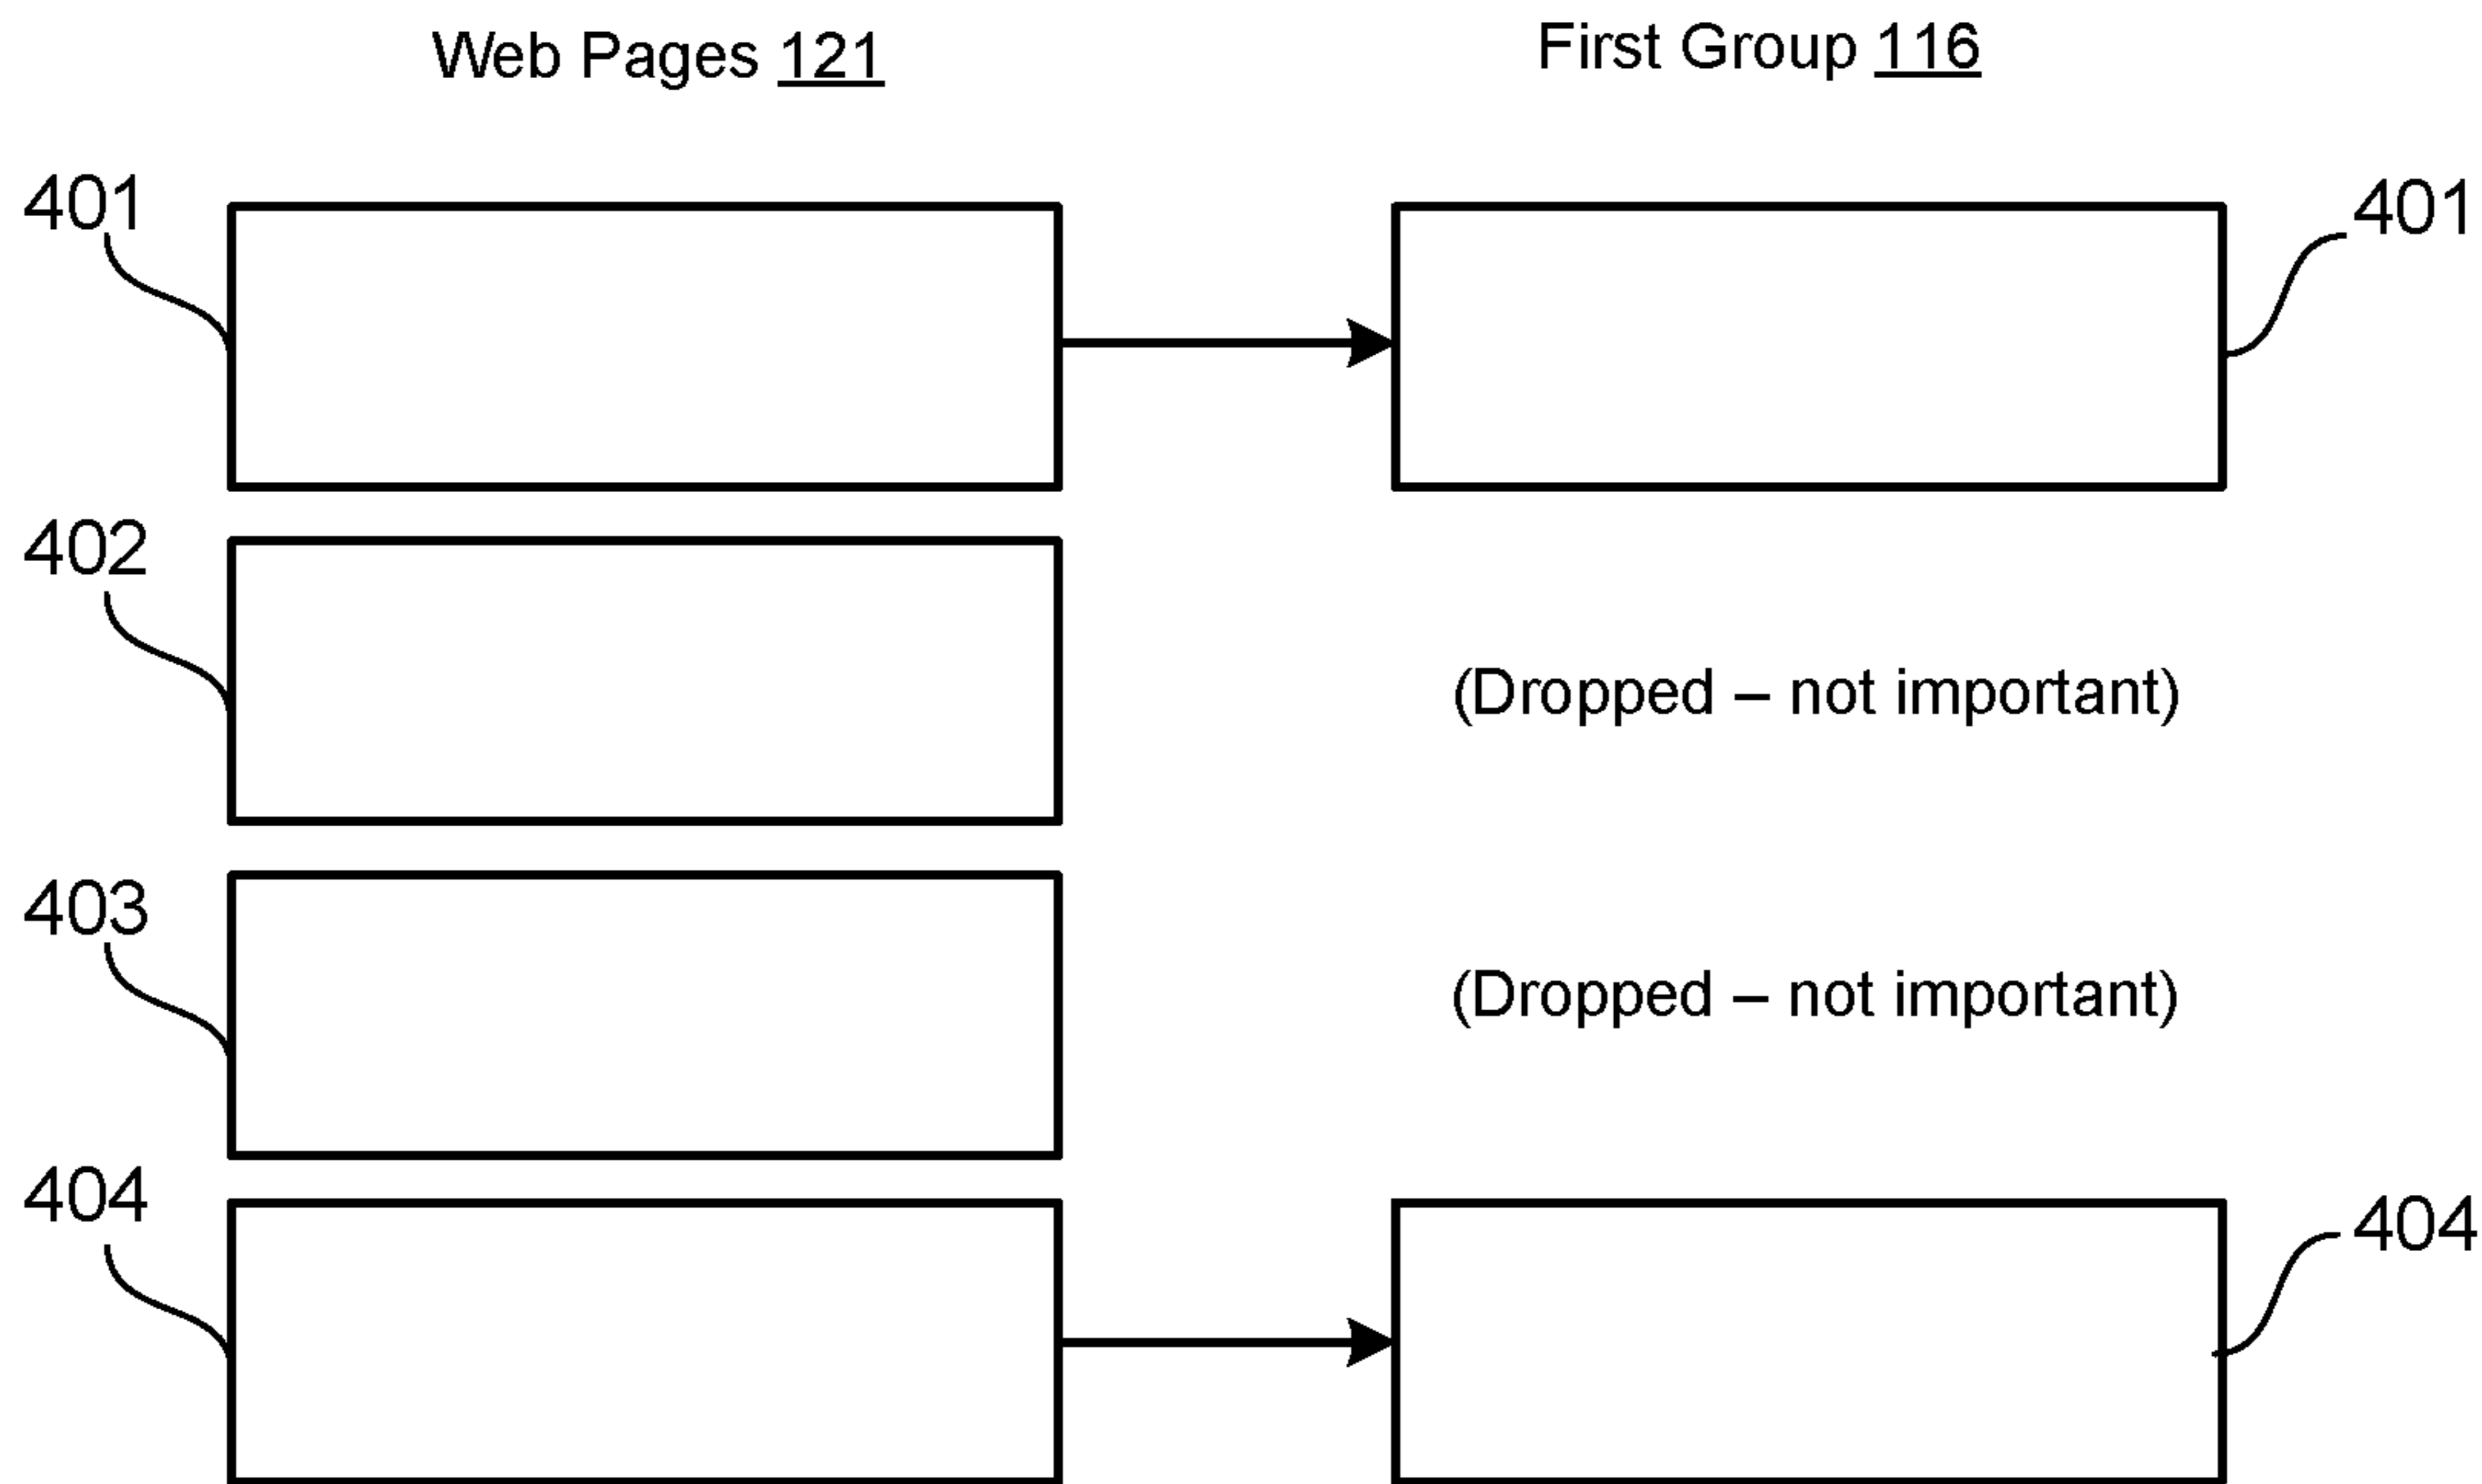 Web Pages 121
First Group 116
401
401
402
(Dropped – not important)
403
(Dropped – not important)
404
404